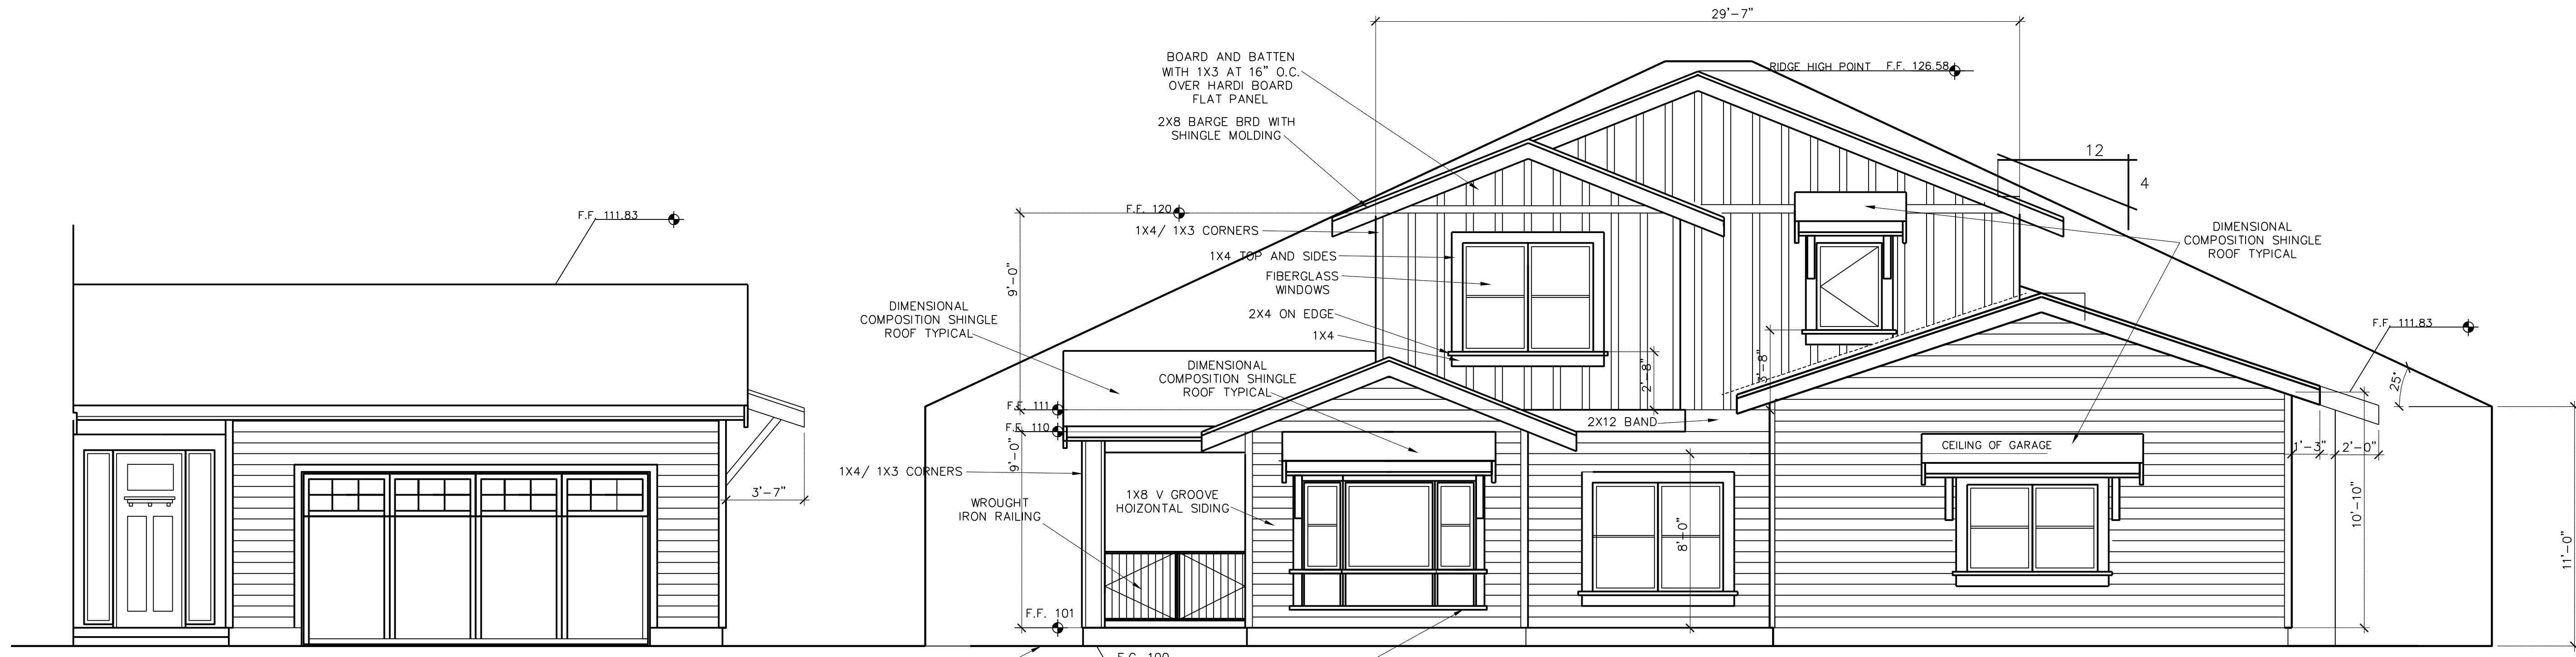 29'-7"
BOARD AND BATTEN
WITH 1X3 AT 16" O.C.
OVER HARDI BOARD
FLAT PANEL
2X8 BARGE BRD WITH
SHINGLE MOLDING
RIDGE HIGH POINT F.F. 126.58
12
4
F.F. 111.83
F.F. 120
1X4/ 1X3 CORNERS
1X4 TOP AND SIDES
FIBERGLASS
WINDOWS
2X4 ON EDGE
1X4
9'-0"
DIMENSIONAL
COMPOSITION SHINGLE
ROOF TYPICAL
DIMENSIONAL
COMPOSITION SHINGLE
ROOF TYPICAL
DIMENSIONAL
COMPOSITION SHINGLE
ROOF TYPICAL
F.F. 111.83
25°
2'-8"
F.F. 111
F.F. 110
2X12 BAND
CEILING OF GARAGE
1'-3"
2'-0"
9'-0"
1X4/ 1X3 CORNERS
3'-7"
WROUGHT
IRON RAILING
1X8 V GROOVE
HOIZONTAL SIDING
8'-0"
10'-10"
11'-0"
F.F. 101